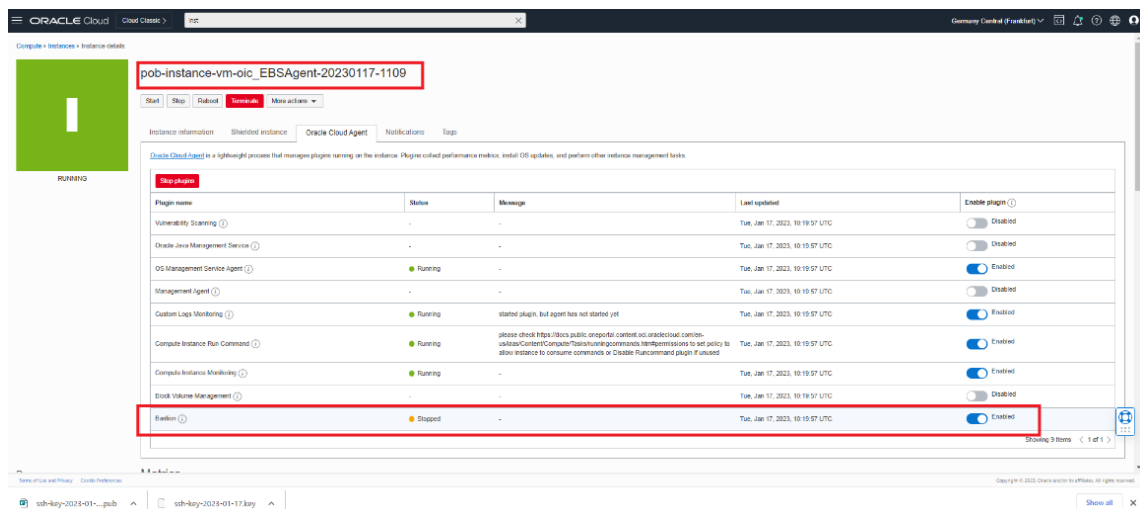 ORACLE Cloud Cloud Classic > Inst Germany Central (Frankfurt)
Compute » Instances » Instance details
pob-instance-vm-oic_EBSAgent-20230117-1109
Start Stop Reboot Terminate More actions
RUNNING
Instance information Shielded instance Oracle Cloud Agent Notifications Tags
Oracle Cloud Agent is a lightweight process that manages plugins running on the instance. Plugins collect performance metrics, install OS updates, and perform other instance management tasks.
Stop plugins
Plugin name Status Message Last updated Enable plugin
Vulnerability Scanning - - Tue, Jan 17, 2023, 10:19:57 UTC Disabled
Oracle Java Management Service - - Tue, Jan 17, 2023, 10:19:57 UTC Disabled
OS Management Service Agent Running - Tue, Jan 17, 2023, 10:19:57 UTC Enabled
Management Agent - - Tue, Jan 17, 2023, 10:19:57 UTC Disabled
Custom Logs Monitoring Running started plugin, but agent has not started yet Tue, Jan 17, 2023, 10:19:57 UTC Enabled
please check https://docs.public.oneportal.content.oci.oraclecloud.com/en-
Compute Instance Run Command Running us/iaas/Content/Compute/Tasks/runningcommands.htm#permissions to set policy to Tue, Jan 17, 2023, 10:19:57 UTC Enabled
allow instance to consume commands or Disable Runcommand plugin if unused
Compute Instance Monitoring Running - Tue, Jan 17, 2023, 10:19:57 UTC Enabled
Block Volume Management - - Tue, Jan 17, 2023, 10:19:57 UTC Disabled
Bastion Stopped - Tue, Jan 17, 2023, 10:19:57 UTC Enabled
Showing 9 items < 1 of 1 >
Terms of Use and Privacy Cookie Preferences Copyright © 2023, Oracle and/or its affiliates. All rights reserved.
ssh-key-2023-01-....pub ssh-key-2023-01-17.key Show all